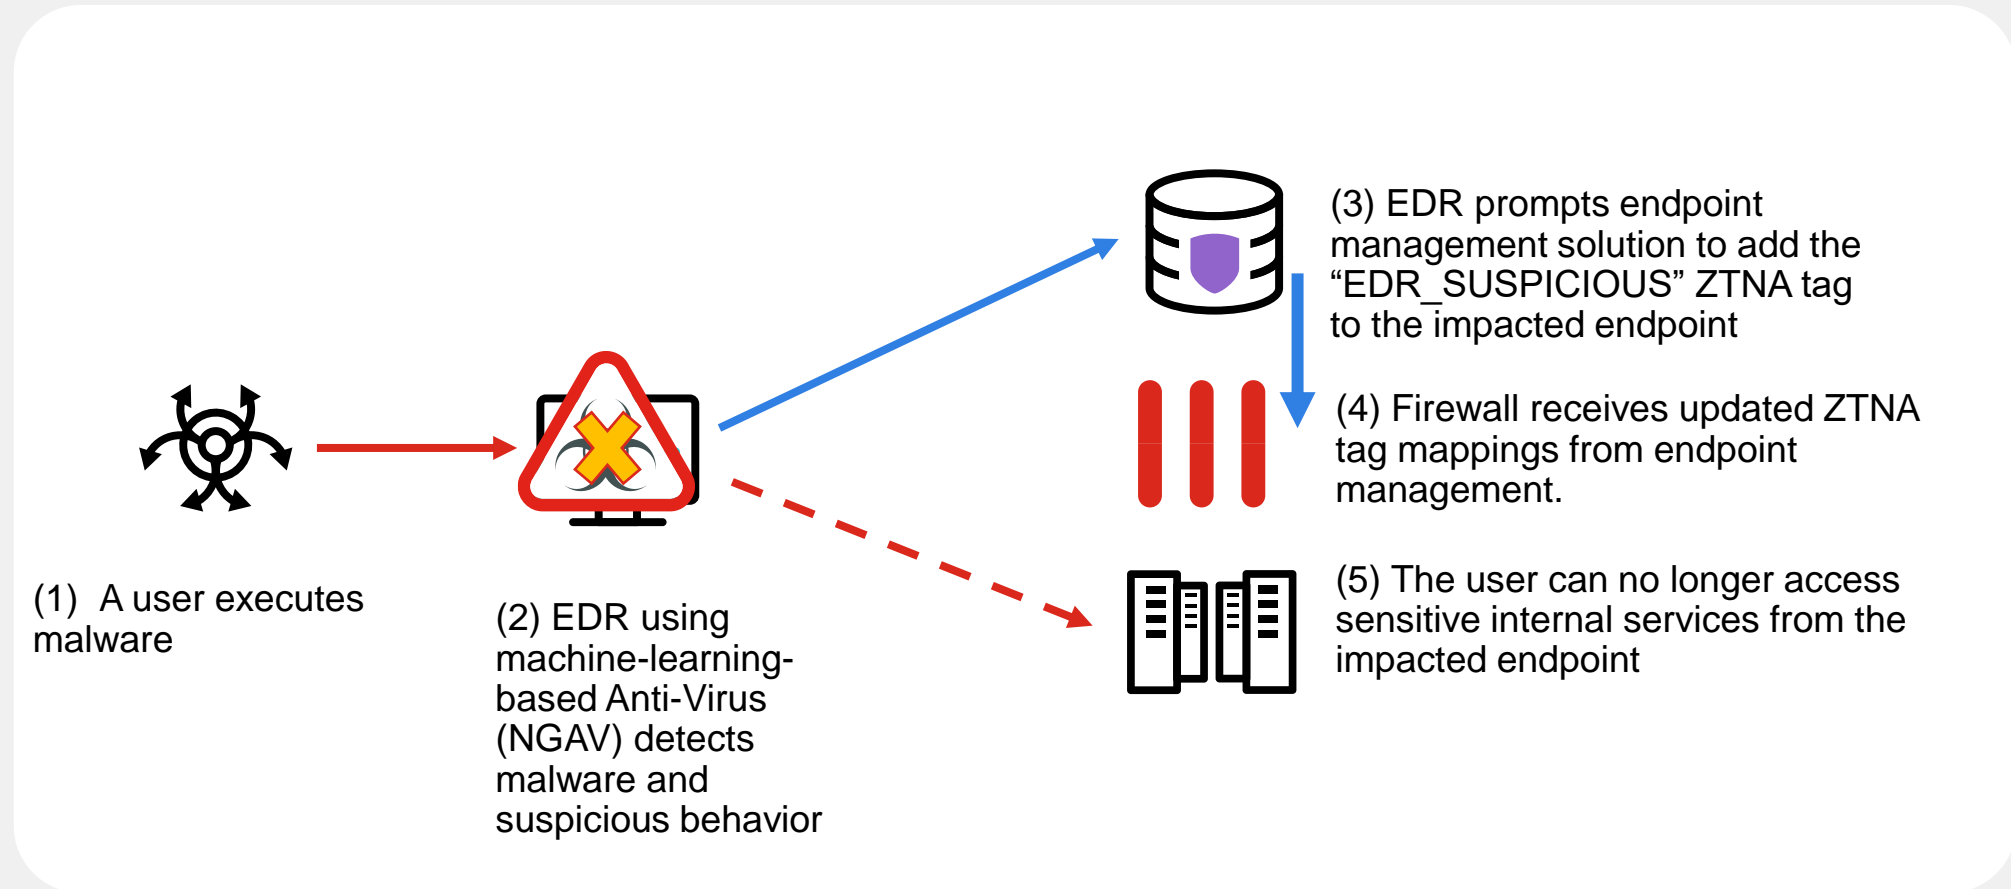 (1)  A user executes
malware
(2) EDR using
machine-learning-
based Anti-Virus
(NGAV) detects
malware and
suspicious behavior
(3) EDR prompts endpoint
management solution to add the
“EDR_SUSPICIOUS” ZTNA tag
to the impacted endpoint
(4) Firewall receives updated ZTNA
tag mappings from endpoint
management.
(5) The user can no longer access
sensitive internal services from the
impacted endpoint